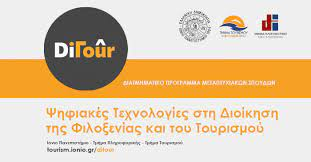 DiTour
ΔΙΑΤΜΗΜΑΤΙΚΟ ΠΡΟΓΡΑΜΜΑ ΜΕΤΑΠΤΥΧΙΑΚΩΝ ΣΠΟΥΔΩΝ
Ψηφιακές Τεχνολογίες στη Διοίκηση
της Φιλοξενίας και του Τουρισμού
Ιόνιο Πανεπιστήμιο - Τμήμα Πληροφορικής - Τμήμα Τουρισμού
tourism.ionio.gr/ditour